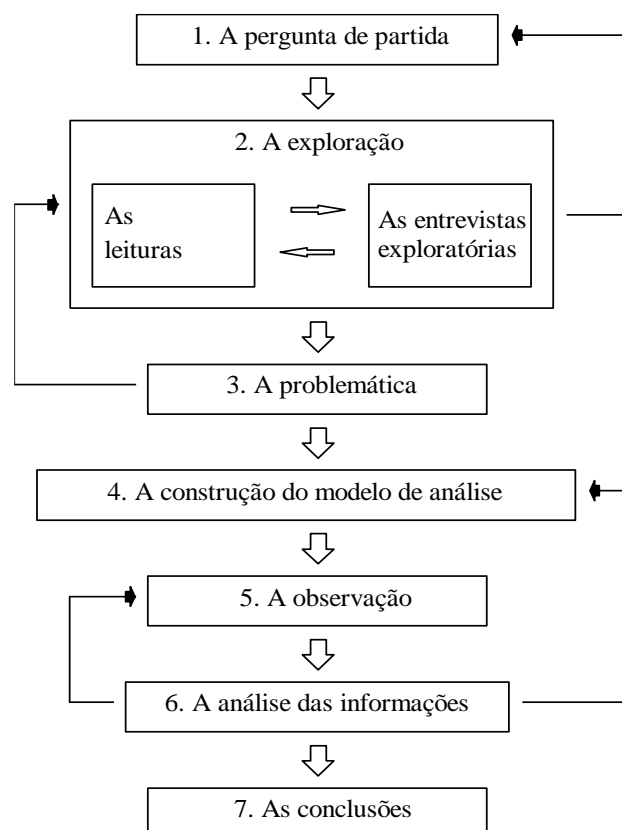 1. A pergunta de partida
2. A exploração
As
leituras
As entrevistas
exploratórias
3. A problemática
4. A construção do modelo de análise
5. A observação
6. A análise das informações
7. As conclusões